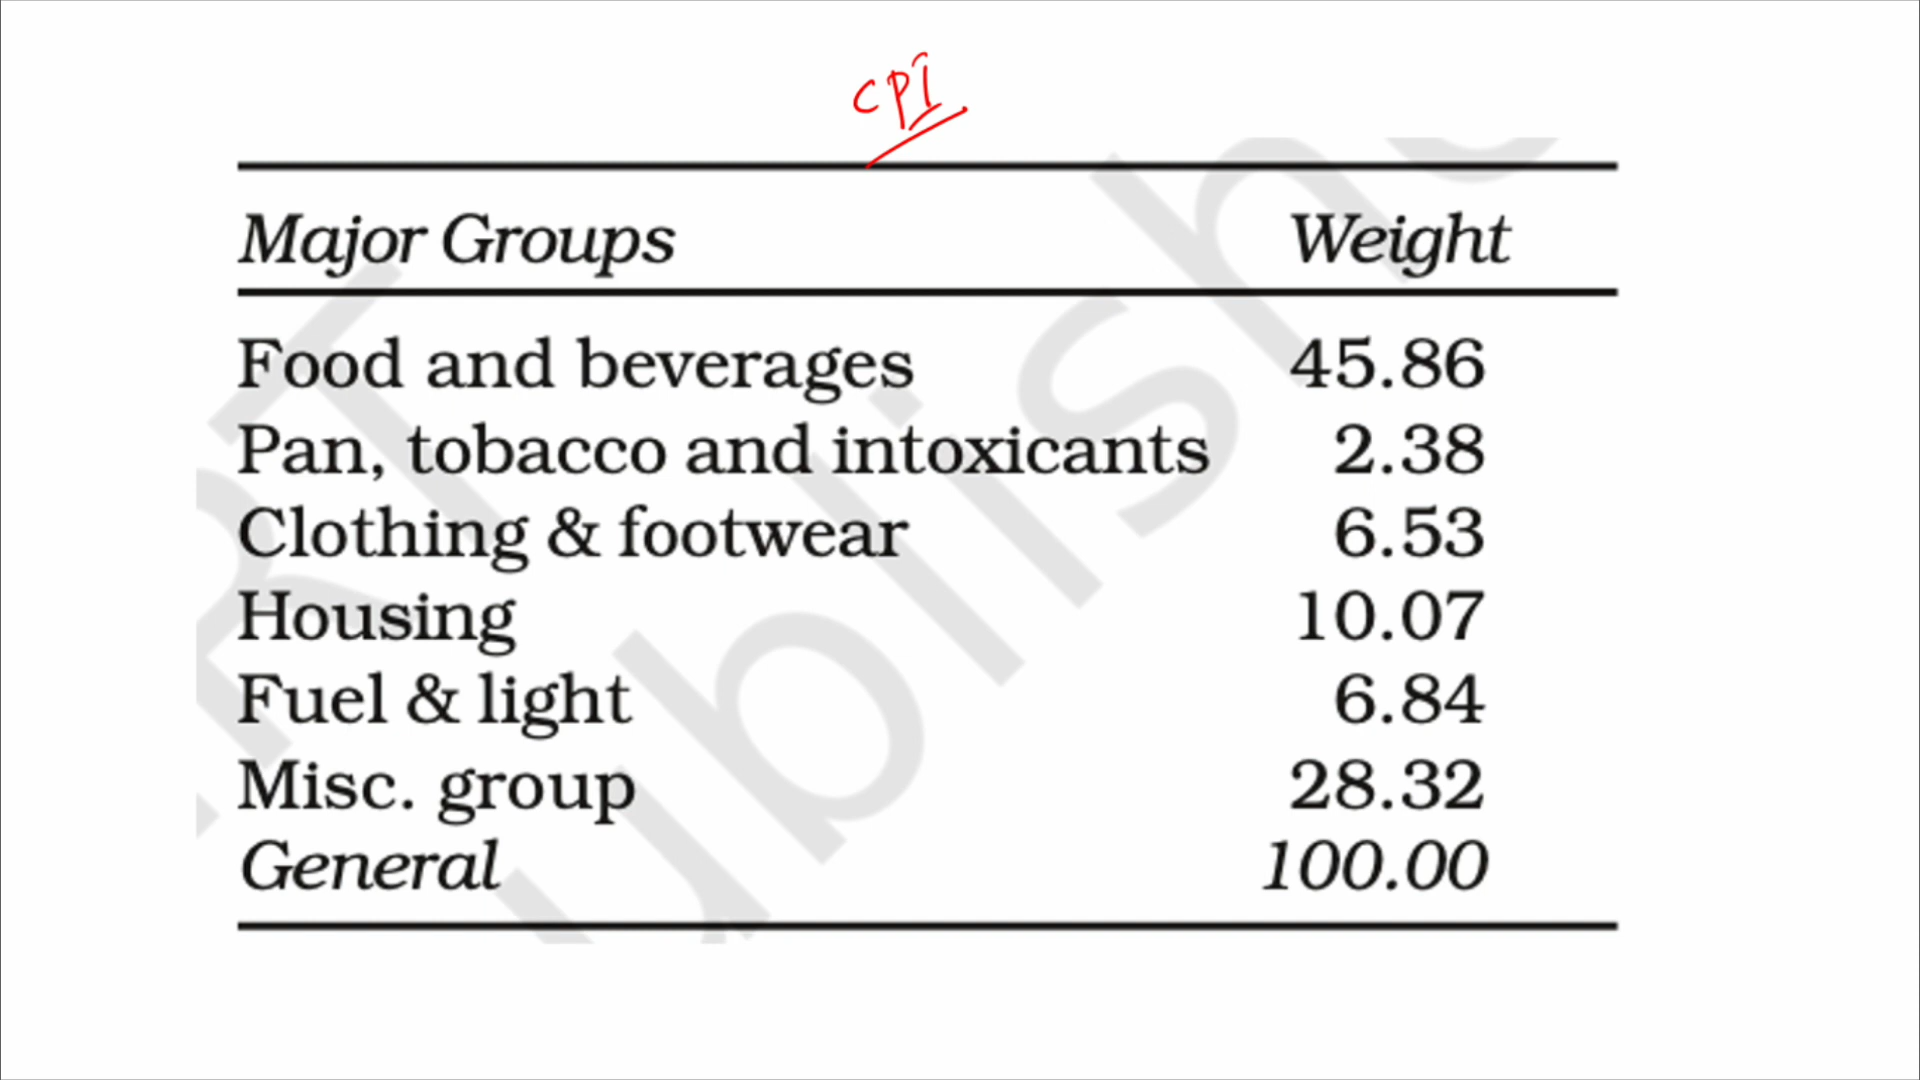 CPI
Major Groups Weight
Food and beverages 45.86
Pan, tobacco and intoxicants 2.38
Clothing & footwear 6.53
Housing 10.07
Fuel & light 6.84
Misc. group 28.32
General 100.00